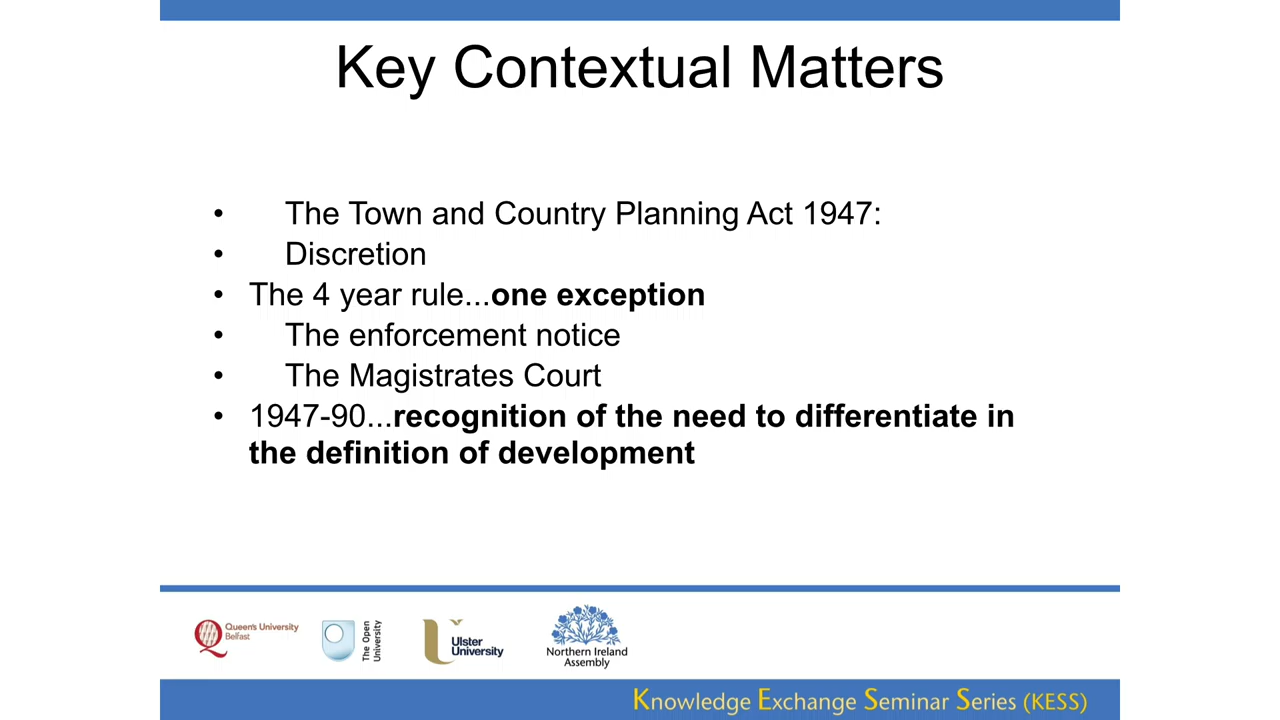 Key Contextual Matters
• The Town and Country Planning Act 1947:
• Discretion
• The 4 year rule...one exception
• The enforcement notice
• The Magistrates Court
• 1947-90...recognition of the need to differentiate in
the definition of development
Queen's University
Belfast
The Open
University
Ulster
University
Northern Ireland
Assembly
Knowledge Exchange Seminar Series (KESS)